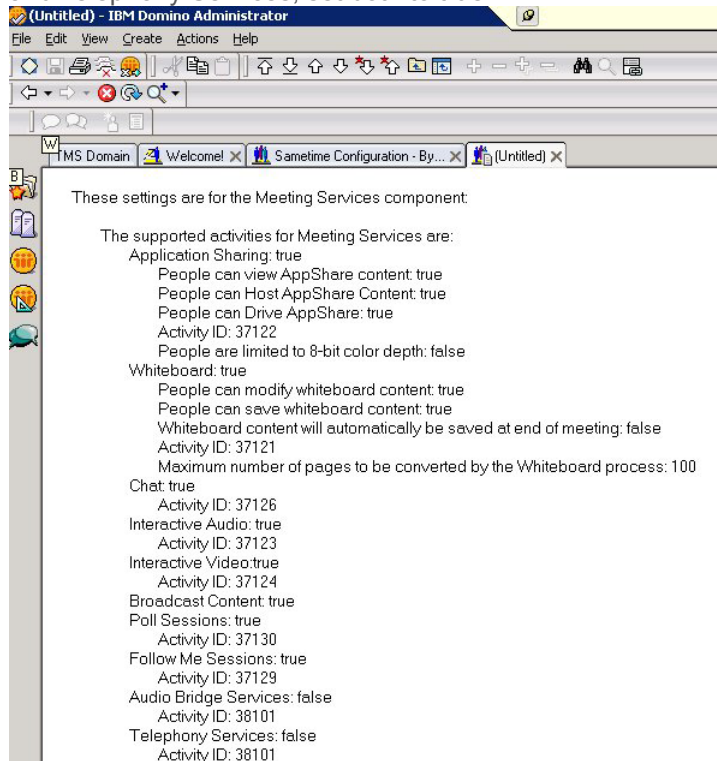 (Untitled) - IBM Domino Administrator
File Edit View Create Actions Help
W
TMS Domain Welcome! Sametime Configuration - By... (Untitled)
B
These settings are for the Meeting Services component:
The supported activities for Meeting Services are:
Application Sharing: true
People can view AppShare content: true
People can Host AppShare Content: true
People can Drive AppShare: true
Activity ID: 37122
People are limited to 8-bit color depth: false
Whiteboard: true
People can modify whiteboard content: true
People can save whiteboard content: true
Whiteboard content will automatically be saved at end of meeting: false
Activity ID: 37121
Maximum number of pages to be converted by the Whiteboard process: 100
Chat: true
Activity ID: 37126
Interactive Audio: true
Activity ID: 37123
Interactive Video:true
Activity ID: 37124
Broadcast Content: true
Poll Sessions: true
Activity ID: 37130
Follow Me Sessions: true
Activity ID: 37129
Audio Bridge Services: false
Activity ID: 38101
Telephony Services: false
Activity ID: 38101